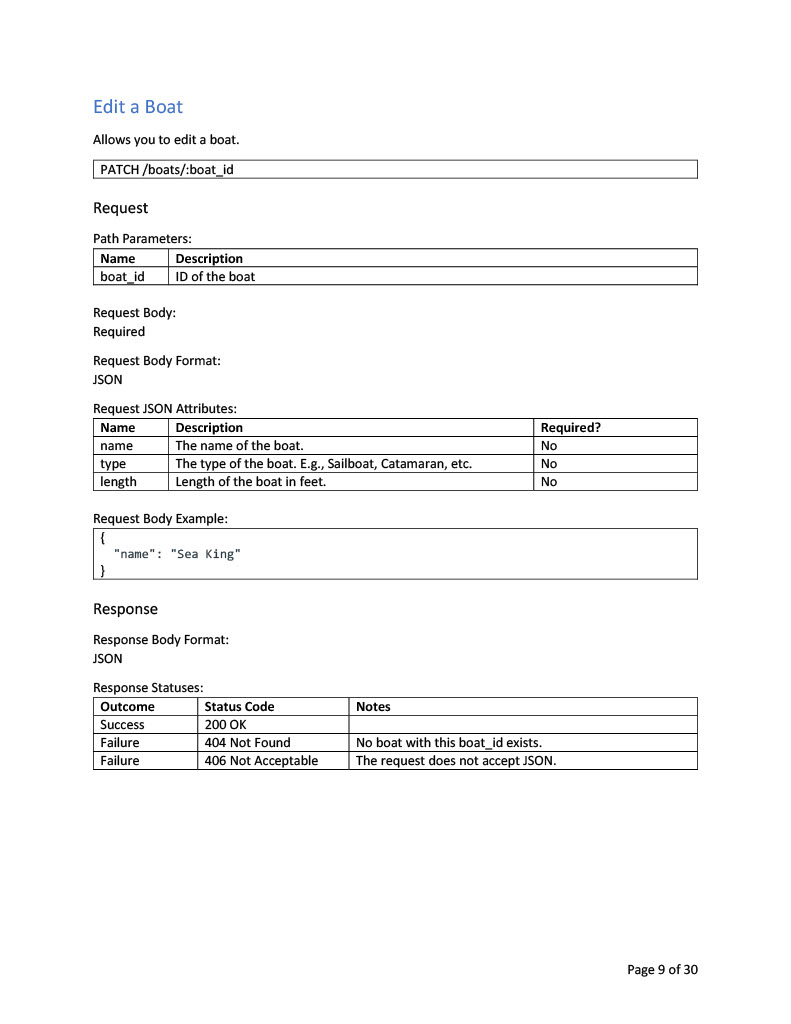 Edit a Boat
Allows you to edit a boat.
PATCH /boats/:boat_id
Request
Path Parameters:
Name Description
boat_id ID of the boat
Request Body:
Required
Request Body Format:
JSON
Request JSON Attributes:
Name Description Required?
name The name of the boat. No
type The type of the boat. E.g., Sailboat, Catamaran, etc. No
length Length of the boat in feet. No
Request Body Example:
{
"name": "Sea King"
}
Response
Response Body Format:
JSON
Response Statuses:
Outcome Status Code Notes
Success 200 OK
Failure 404 Not Found No boat with this boat_id exists.
Failure 406 Not Acceptable The request does not accept JSON.
Page 9 of 30